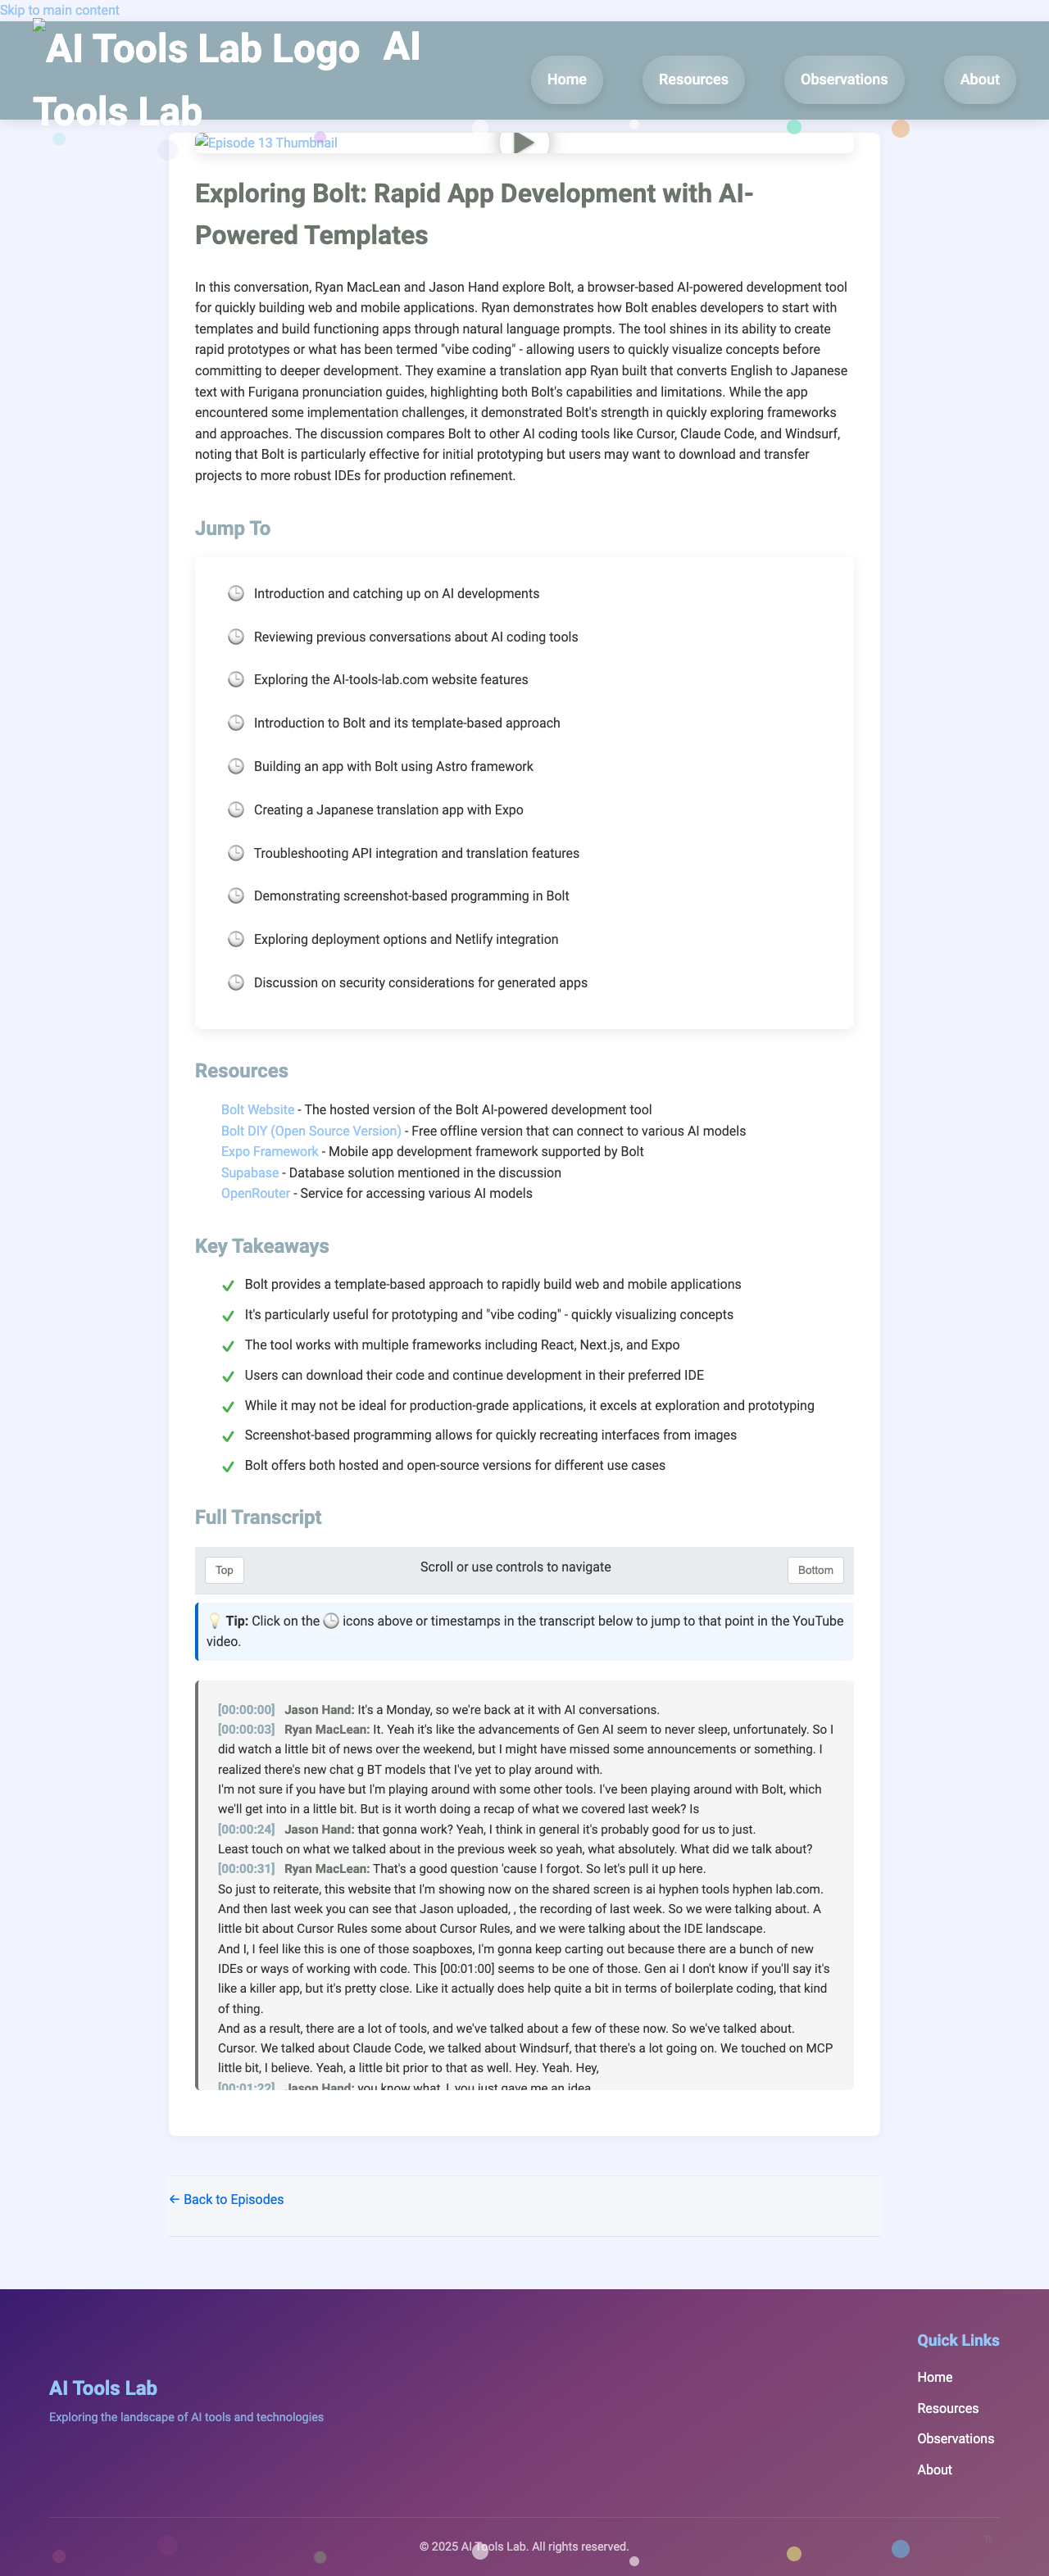 Skip to main content
AI Tools Lab Logo AI
Tools Lab
Home
Resources
Observations
About
Episode 13 Thumbnail
Exploring Bolt: Rapid App Development with AI-
Powered Templates
In this conversation, Ryan MacLean and Jason Hand explore Bolt, a browser-based AI-powered development tool
for quickly building web and mobile applications. Ryan demonstrates how Bolt enables developers to start with
templates and build functioning apps through natural language prompts. The tool shines in its ability to create
rapid prototypes or what has been termed "vibe coding" - allowing users to quickly visualize concepts before
committing to deeper development. They examine a translation app Ryan built that converts English to Japanese
text with Furigana pronunciation guides, highlighting both Bolt's capabilities and limitations. While the app
encountered some implementation challenges, it demonstrated Bolt's strength in quickly exploring frameworks
and approaches. The discussion compares Bolt to other AI coding tools like Cursor, Claude Code, and Windsurf,
noting that Bolt is particularly effective for initial prototyping but users may want to download and transfer
projects to more robust IDEs for production refinement.
Jump To
Introduction and catching up on AI developments
Reviewing previous conversations about AI coding tools
Exploring the AI-tools-lab.com website features
Introduction to Bolt and its template-based approach
Building an app with Bolt using Astro framework
Creating a Japanese translation app with Expo
Troubleshooting API integration and translation features
Demonstrating screenshot-based programming in Bolt
Exploring deployment options and Netlify integration
Discussion on security considerations for generated apps
Resources
Bolt Website - The hosted version of the Bolt AI-powered development tool
Bolt DIY (Open Source Version) - Free offline version that can connect to various AI models
Expo Framework - Mobile app development framework supported by Bolt
Supabase - Database solution mentioned in the discussion
OpenRouter - Service for accessing various AI models
Key Takeaways
Bolt provides a template-based approach to rapidly build web and mobile applications
It's particularly useful for prototyping and "vibe coding" - quickly visualizing concepts
The tool works with multiple frameworks including React, Next.js, and Expo
Users can download their code and continue development in their preferred IDE
While it may not be ideal for production-grade applications, it excels at exploration and prototyping
Screenshot-based programming allows for quickly recreating interfaces from images
Bolt offers both hosted and open-source versions for different use cases
Full Transcript
Top
Scroll or use controls to navigate
Bottom
💡 Tip: Click on the 🕒 icons above or timestamps in the transcript below to jump to that point in the YouTube
video.
[00:00:00] Jason Hand: It's a Monday, so we're back at it with AI conversations.
[00:00:03] Ryan MacLean: It. Yeah it's like the advancements of Gen AI seem to never sleep, unfortunately. So I
did watch a little bit of news over the weekend, but I might have missed some announcements or something. I
realized there's new chat g BT models that I've yet to play around with.
I'm not sure if you have but I'm playing around with some other tools. I've been playing around with Bolt, which
we'll get into in a little bit. But is it worth doing a recap of what we covered last week? Is
[00:00:24] Jason Hand: that gonna work? Yeah, I think in general it's probably good for us to just.
Least touch on what we talked about in the previous week so yeah, what absolutely. What did we talk about?
[00:00:31] Ryan MacLean: That's a good question 'cause I forgot. So let's pull it up here.
So just to reiterate, this website that I'm showing now on the shared screen is ai hyphen tools hyphen lab.com.
And then last week you can see that Jason uploaded, , the recording of last week. So we were talking about. A
little bit about Cursor Rules some about Cursor Rules, and we were talking about the IDE landscape.
And I, I feel like this is one of those soapboxes, I'm gonna keep carting out because there are a bunch of new
IDEs or ways of working with code. This [00:01:00] seems to be one of those. Gen ai I don't know if you'll say it's
like a killer app, but it's pretty close. Like it actually does help quite a bit in terms of boilerplate coding, that kind
of thing.
And as a result, there are a lot of tools, and we've talked about a few of these now. So we've talked about.
Cursor. We talked about Claude Code, we talked about Windsurf, that there's a lot going on. We touched on MCP
little bit, I believe. Yeah, a little bit prior to that as well. Hey. Yeah. Hey,
[00:01:22] Jason Hand: you know what, I, you just gave me an idea
← Back to Episodes
AI Tools Lab
Exploring the landscape of AI tools and technologies
Quick Links
Home
Resources
Observations
About
© 2025 AI Tools Lab. All rights reserved.